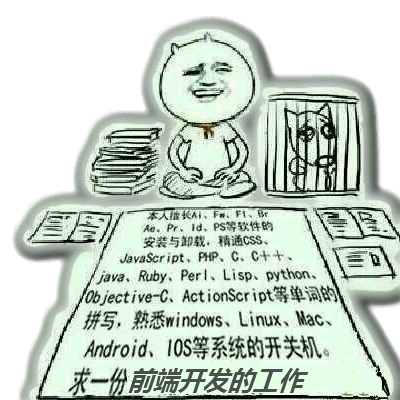 本人擅长Ai、Fw、Fl、Br
Ae、Pr、Id、PS等软件的
安装与卸载，精通CSS、
JavaScript、PHP、C、C++、
java、Ruby、Perl、Lisp、python、
Objective-C、ActionScript等单词的
拼写，熟悉windows、Linux、Mac、
Android、IOS等系统的开关机。
求一份前端开发的工作